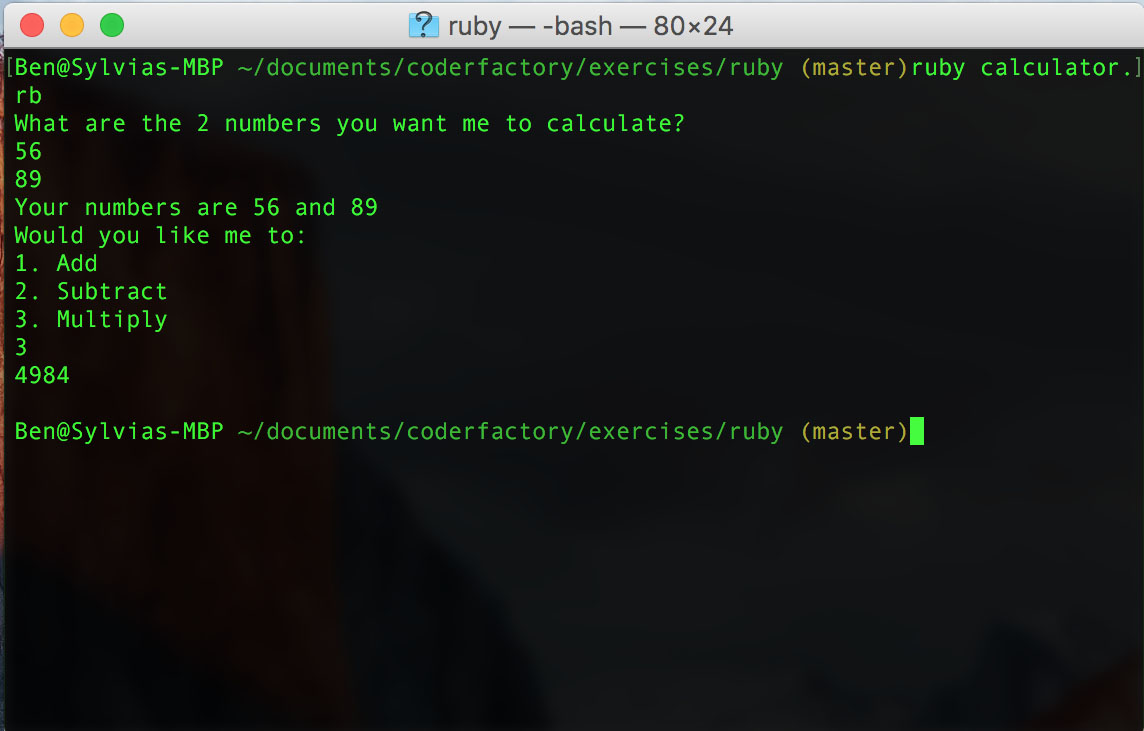 ruby — -bash — 80×24
[Ben@Sylvias-MBP ~/documents/coderfactory/exercises/ruby (master)ruby calculator.]
rb
What are the 2 numbers you want me to calculate?
56
89
Your numbers are 56 and 89
Would you like me to:
1. Add
2. Subtract
3. Multiply
3
4984
Ben@Sylvias-MBP ~/documents/coderfactory/exercises/ruby (master)